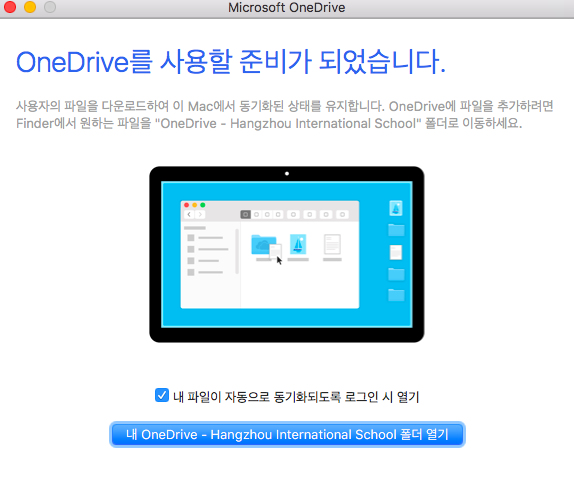 Microsoft OneDrive
OneDrive를 사용할 준비가 되었습니다.
사용자의 파일을 다운로드하여 이 Mac에서 동기화된 상태를 유지합니다. OneDrive에 파일을 추가하려면
Finder에서 원하는 파일을 "OneDrive - Hangzhou International School" 폴더로 이동하세요.
내 파일이 자동으로 동기화되도록 로그인 시 열기
내 OneDrive - Hangzhou International School 폴더 열기